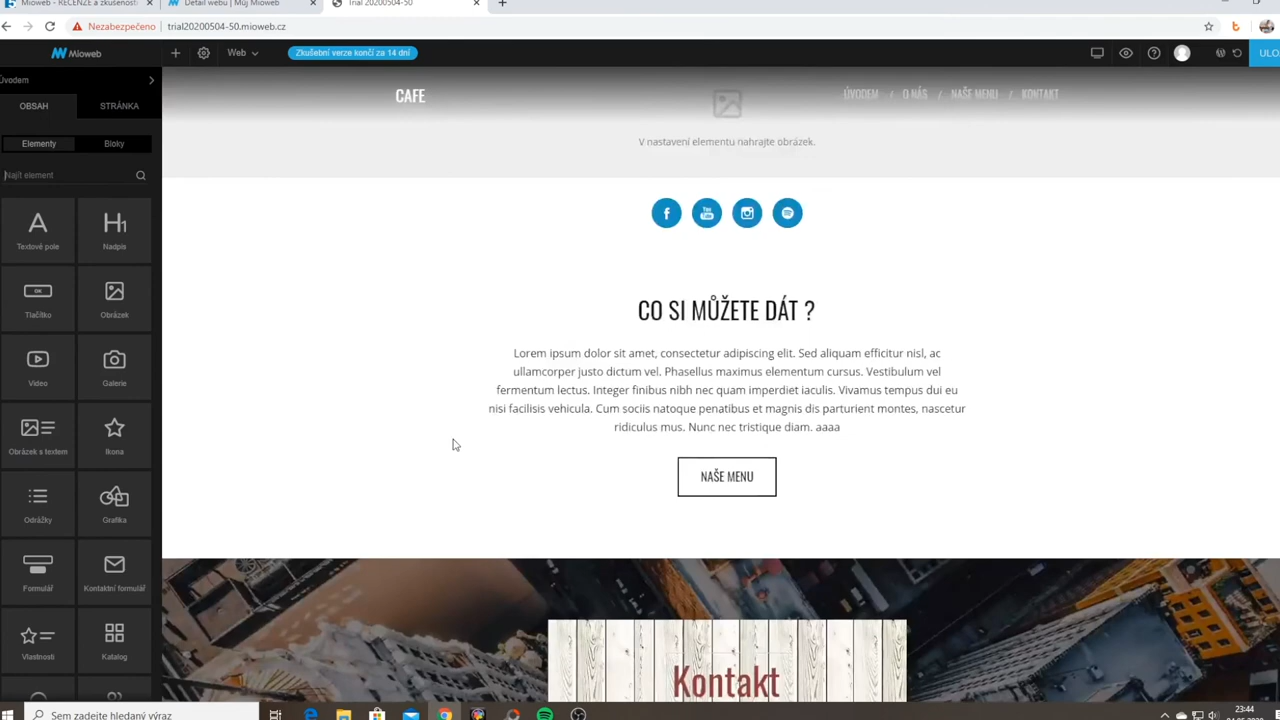 Mioweb - RECENZE a zkušenost
Detail webu | Můj Mioweb
Trial 20200504-50
Nezabezpečeno
trial20200504-50.mioweb.cz
Mioweb
Web
Zkušební verze končí za 14 dní
ULO
Úvodem
OBSAH
STRÁNKA
Elementy
Bloky
Najít element
Textové pole
Nadpis
Tlačítko
Obrázek
Video
Galerie
Obrázek s textem
Ikona
Odrážky
Grafika
Formulář
Kontaktní formulář
Vlastnosti
Katalog
CAFE
ÚVODEM / O NÁS / NAŠE MENU / KONTAKT
V nastavení elementu nahrajte obrázek.
CO SI MŮŽETE DÁT ?
Lorem ipsum dolor sit amet, consectetur adipiscing elit. Sed aliquam efficitur nisl, ac
ullamcorper justo dictum vel. Phasellus maximus elementum cursus. Vestibulum vel
fermentum lectus. Integer finibus nibh nec quam imperdiet iaculis. Vivamus tempus dui eu
nisi facilisis vehicula. Cum sociis natoque penatibus et magnis dis parturient montes, nascetur
ridiculus mus. Nunc nec tristique diam. aaaa
NAŠE MENU
Kontakt
Sem zadejte hledaný výraz
23:44